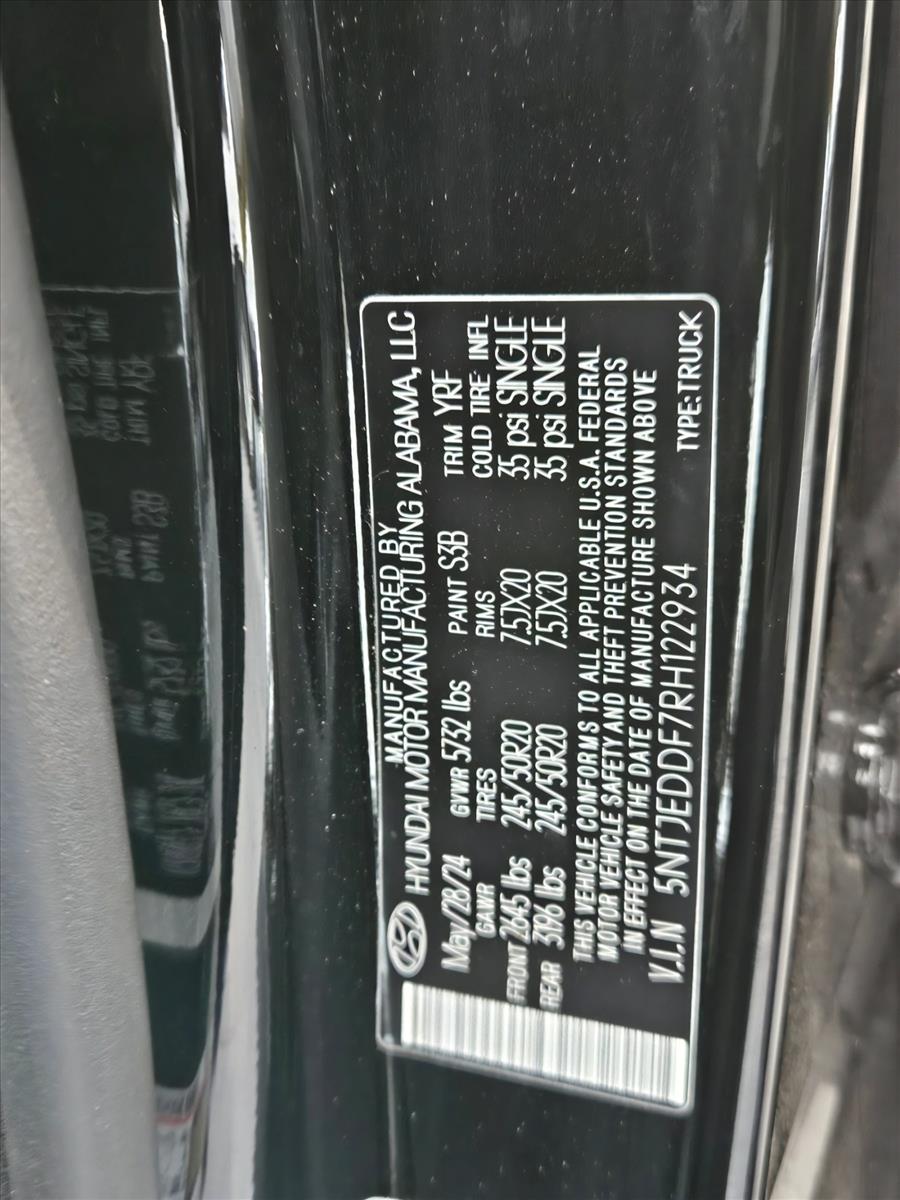 MANUFACTURED BY
HYUNDAI MOTOR MANUFACTURING ALABAMA, LLC
May/28/24 GVWR 5732 lbs PAINT S3B TRIM YRF
GAWR TIRES RIMS COLD TIRE INFL
FRONT 2645 lbs 245/50R20 7.5JX20 35 psi SINGLE
REAR 3196 lbs 245/50R20 7.5JX20 35 psi SINGLE
THIS VEHICLE CONFORMS TO ALL APPLICABLE U.S.A. FEDERAL
MOTOR VEHICLE SAFETY AND THEFT PREVENTION STANDARDS
IN EFFECT ON THE DATE OF MANUFACTURE SHOWN ABOVE
V.I.N 5NTJEDDF7RH122934 TYPE: TRUCK